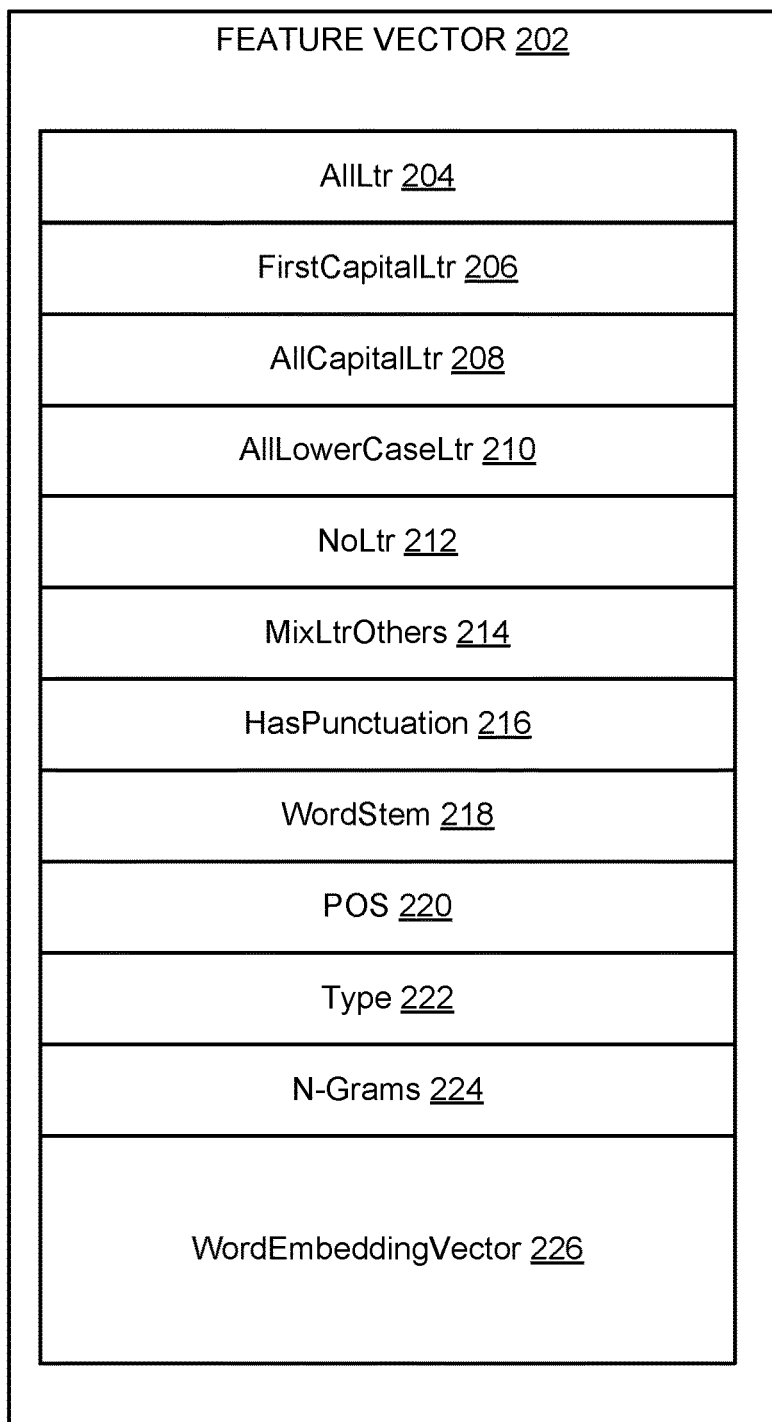 FEATURE VECTOR 202
AllLtr 204
FirstCapitalLtr 206
AllCapitalLtr 208
AllLowerCaseLtr 210
NoLtr 212
MixLtrOthers 214
HasPunctuation 216
WordStem 218
POS 220
Type 222
N-Grams 224
WordEmbeddingVector 226